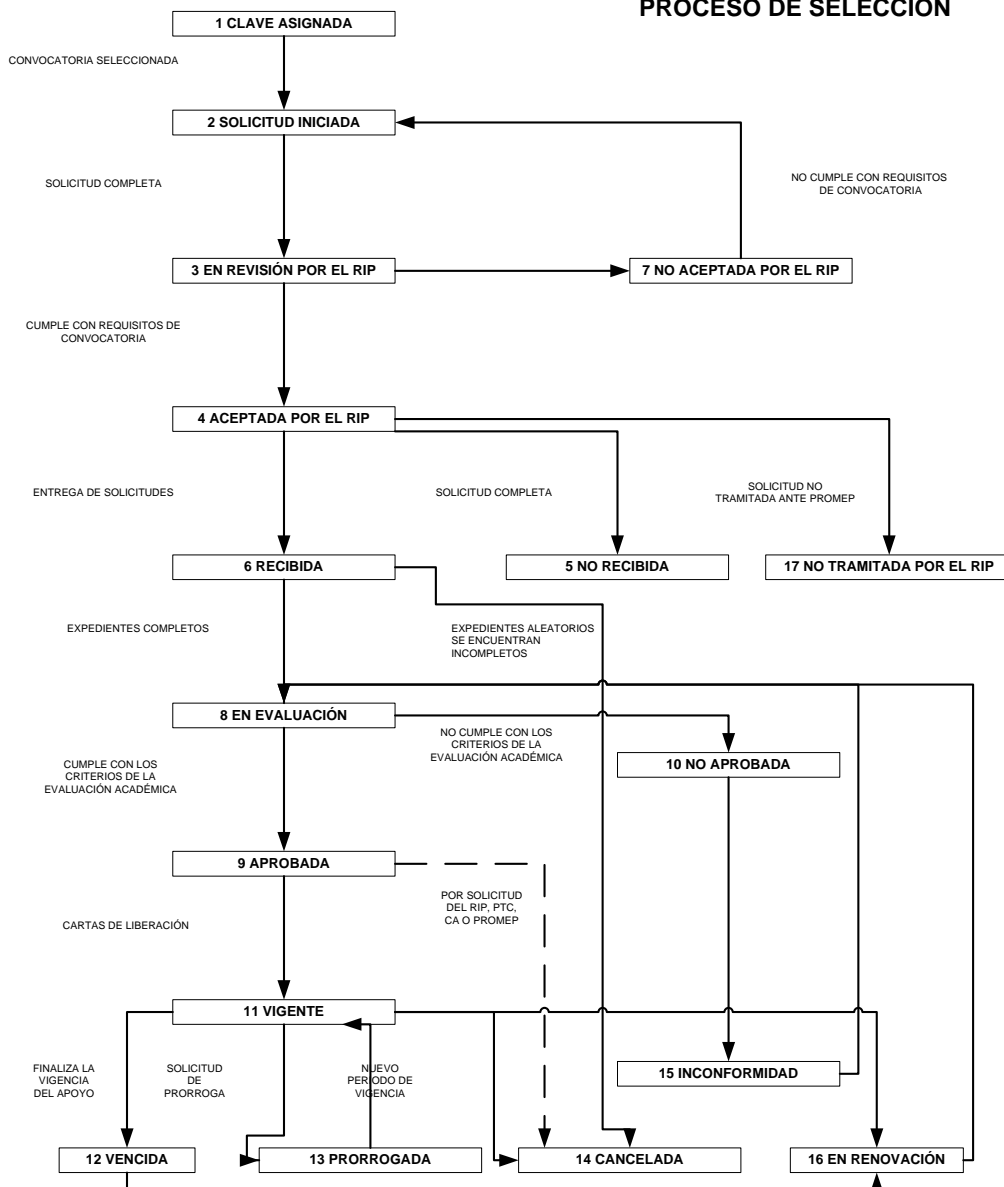 PROCESO DE SELECCIÓN
1 CLAVE ASIGNADA
CONVOCATORIA SELECCIONADA
2 SOLICITUD INICIADA
SOLICITUD COMPLETA
NO CUMPLE CON REQUISITOS
DE CONVOCATORIA
3 EN REVISIÓN POR EL RIP
7 NO ACEPTADA POR EL RIP
CUMPLE CON REQUISITOS DE
CONVOCATORIA
4 ACEPTADA POR EL RIP
ENTREGA DE SOLICITUDES
SOLICITUD COMPLETA
SOLICITUD NO
TRAMITADA ANTE PROMEP
6 RECIBIDA
5 NO RECIBIDA
17 NO TRAMITADA POR EL RIP
EXPEDIENTES COMPLETOS
EXPEDIENTES ALEATORIOS
SE ENCUENTRAN
INCOMPLETOS
8 EN EVALUACIÓN
NO CUMPLE CON LOS
CRITERIOS DE LA
EVALUACIÓN ACADÉMICA
10 NO APROBADA
CUMPLE CON LOS
CRITERIOS DE LA
EVALUACIÓN ACADÉMICA
9 APROBADA
POR SOLICITUD
DEL RIP, PTC,
CA O PROMEP
CARTAS DE LIBERACIÓN
11 VIGENTE
FINALIZA LA
VIGENCIA
DEL APOYO
SOLICITUD
DE
PRORROGA
NUEVO
PERIODO DE
VIGENCIA
15 INCONFORMIDAD
12 VENCIDA
13 PRORROGADA
14 CANCELADA
16 EN RENOVACIÓN